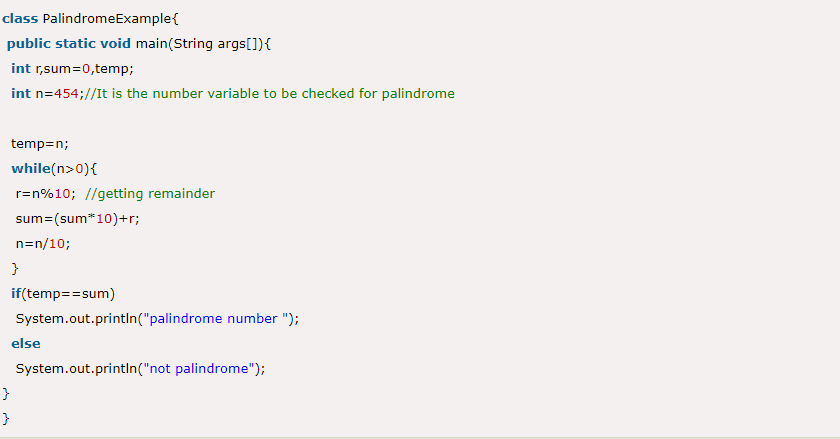 class PalindromeExample{
public static void main(String args[]){
int r,sum=0,temp;
int n=454;//It is the number variable to be checked for palindrome
temp=n;
while(n>0){
r=n%10;  //getting remainder
sum=(sum*10)+r;
n=n/10;
}
if(temp==sum)
System.out.println("palindrome number ");
else
System.out.println("not palindrome");
}
}